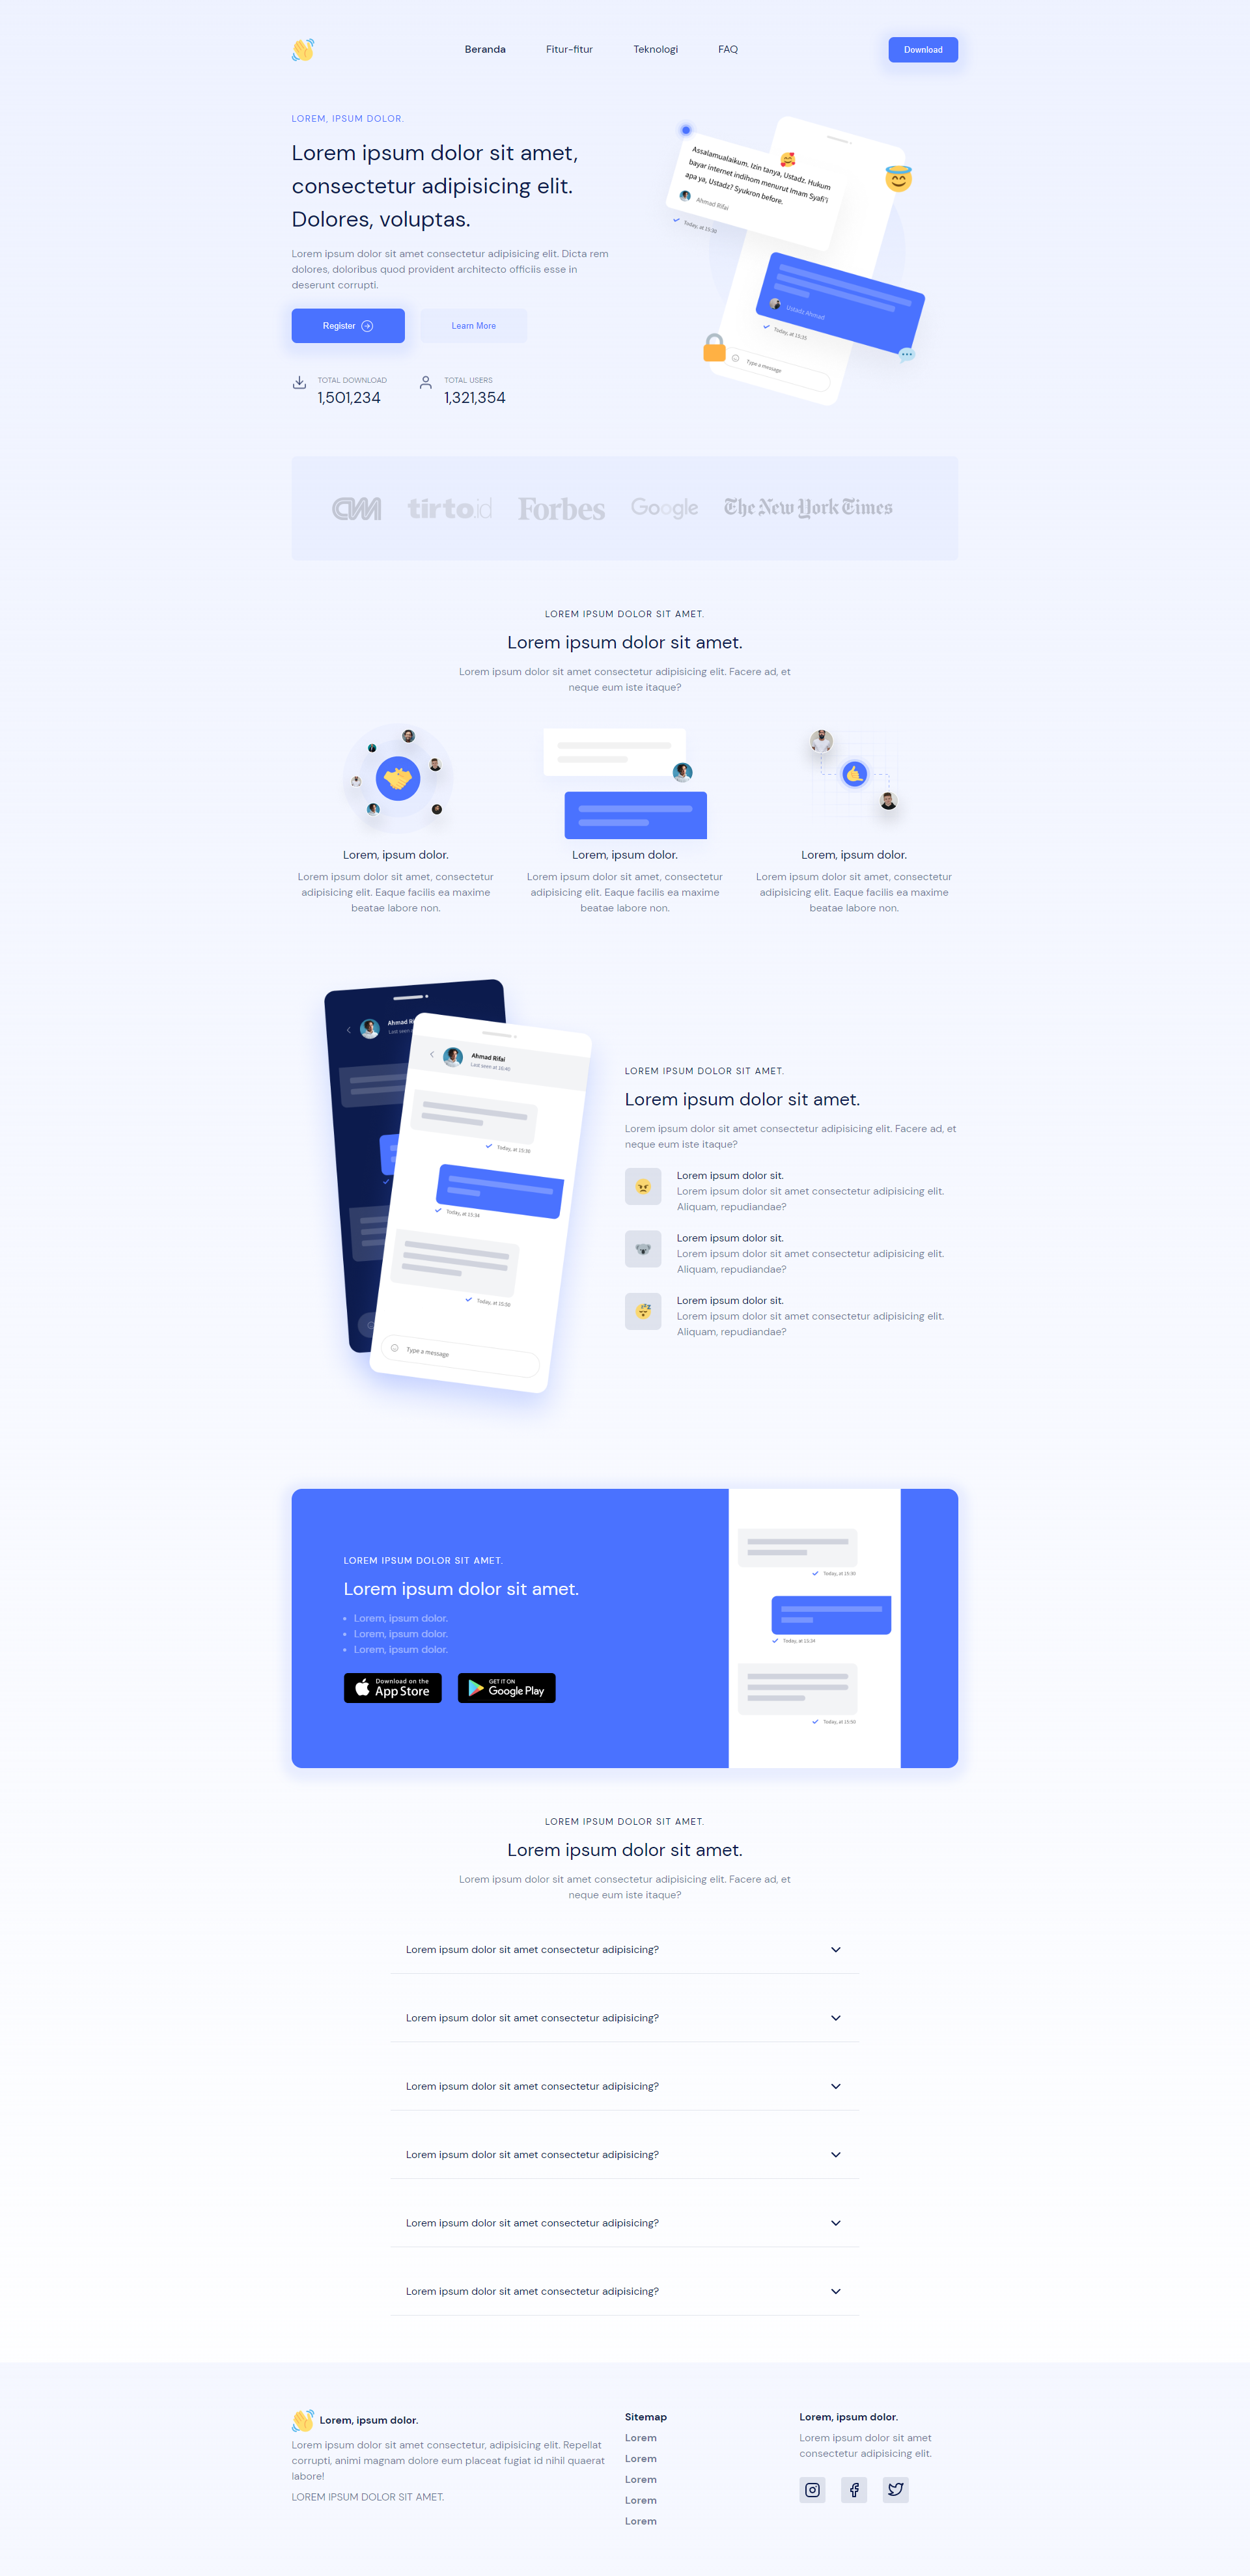 Beranda
Fitur-fitur
Teknologi
FAQ
Download
LOREM, IPSUM DOLOR.
Lorem ipsum dolor sit amet,
consectetur adipisicing elit.
Dolores, voluptas.
Lorem ipsum dolor sit amet consectetur adipisicing elit. Dicta rem
dolores, doloribus quod provident architecto officiis esse in
deserunt corrupti.
Register
Learn More
TOTAL DOWNLOAD
1,501,234
TOTAL USERS
1,321,354
Assalamualaikum. Izin tanya, Ustadz. Hukum
bayar internet indihom menurut Imam Syafi'i
apa ya, Ustadz? Syukron before.
Ahmad Rifai
Today, at 15:30
Ustadz Ahmad
Today, at 15:35
Type a message
CNN
tirto.id
Forbes
Google
The New York Times
LOREM IPSUM DOLOR SIT AMET.
Lorem ipsum dolor sit amet.
Lorem ipsum dolor sit amet consectetur adipisicing elit. Facere ad, et
neque eum iste itaque?
Lorem, ipsum dolor.
Lorem ipsum dolor sit amet, consectetur
adipisicing elit. Eaque facilis ea maxime
beatae labore non.
Lorem, ipsum dolor.
Lorem ipsum dolor sit amet, consectetur
adipisicing elit. Eaque facilis ea maxime
beatae labore non.
Lorem, ipsum dolor.
Lorem ipsum dolor sit amet, consectetur
adipisicing elit. Eaque facilis ea maxime
beatae labore non.
Ahmad
Last seen
Ahmad Rifai
Last seen at 16:40
Today, at 15:30
Today, at 15:34
Today, at 15:50
Type a message
LOREM IPSUM DOLOR SIT AMET.
Lorem ipsum dolor sit amet.
Lorem ipsum dolor sit amet consectetur adipisicing elit. Facere ad, et
neque eum iste itaque?
Lorem ipsum dolor sit.
Lorem ipsum dolor sit amet consectetur adipisicing elit.
Aliquam, repudiandae?
Lorem ipsum dolor sit.
Lorem ipsum dolor sit amet consectetur adipisicing elit.
Aliquam, repudiandae?
Lorem ipsum dolor sit.
Lorem ipsum dolor sit amet consectetur adipisicing elit.
Aliquam, repudiandae?
LOREM IPSUM DOLOR SIT AMET.
Lorem ipsum dolor sit amet.
Lorem, ipsum dolor.
Lorem, ipsum dolor.
Lorem, ipsum dolor.
Download on the
App Store
GET IT ON
Google Play
Today, at 15:30
Today, at 15:34
Today, at 15:50
LOREM IPSUM DOLOR SIT AMET.
Lorem ipsum dolor sit amet.
Lorem ipsum dolor sit amet consectetur adipisicing elit. Facere ad, et
neque eum iste itaque?
Lorem ipsum dolor sit amet consectetur adipisicing?
Lorem ipsum dolor sit amet consectetur adipisicing?
Lorem ipsum dolor sit amet consectetur adipisicing?
Lorem ipsum dolor sit amet consectetur adipisicing?
Lorem ipsum dolor sit amet consectetur adipisicing?
Lorem ipsum dolor sit amet consectetur adipisicing?
Lorem, ipsum dolor.
Lorem ipsum dolor sit amet consectetur, adipisicing elit. Repellat
corrupti, animi magnam dolore eum placeat fugiat id nihil quaerat
labore!
LOREM IPSUM DOLOR SIT AMET.
Sitemap
Lorem
Lorem
Lorem
Lorem
Lorem
Lorem, ipsum dolor.
Lorem ipsum dolor sit amet
consectetur adipisicing elit.